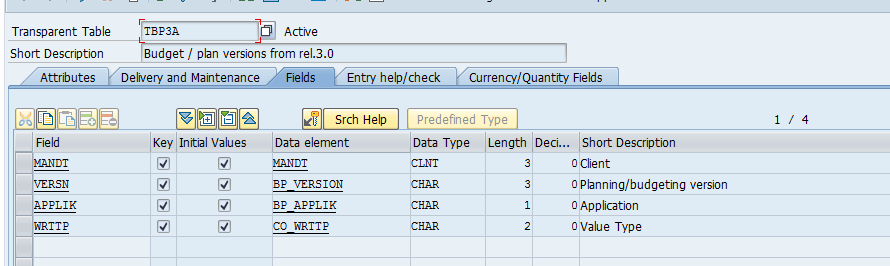 Transparent Table TBP3A Active
Short Description Budget / plan versions from rel.3.0
Attributes Delivery and Maintenance Fields Entry help/check Currency/Quantity Fields
Srch Help Predefined Type 1 / 4
Field Key Initial Values Data element Data Type Length Deci... Short Description
MANDT MANDT CLNT 3 0 Client
VERSN BP_VERSION CHAR 3 0 Planning/budgeting version
APPLIK BP_APPLIK CHAR 1 0 Application
WRTTP CO_WRTTP CHAR 2 0 Value Type